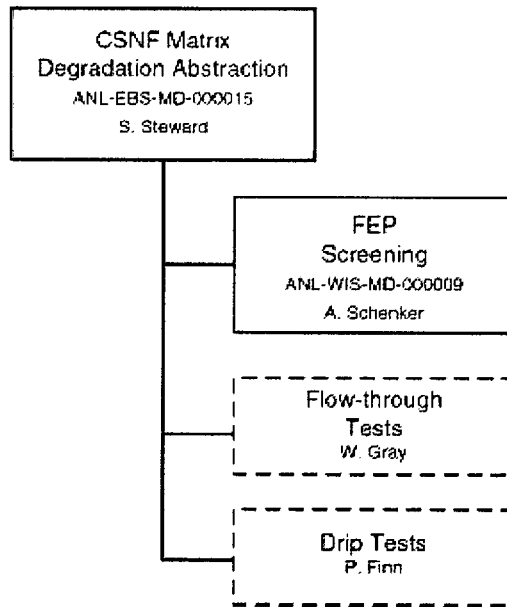 CSNF Matrix
Degradation Abstraction
ANL-EBS-MD-000015
S. Steward
FEP
Screening
ANL-WIS-MD-000009
A. Schenker
Flow-through
Tests
W. Gray
Drip Tests
P. Finn